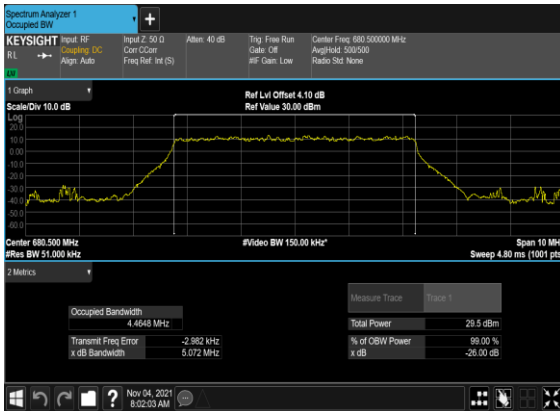 Spectrum Analyzer 1
Occupied BW
KEYSIGHT Input: RF Input Z: 50 Ω Atten: 40 dB Trig: Free Run Center Freq: 680.500000 MHz
RL Coupling: DC Corr CCorr Gate: Off Avg|Hold: 500/500
Align: Auto Freq Ref: Int (S) #IF Gain: Low Radio Std: None
1 Graph
Scale/Div 10.0 dB
Ref Lvl Offset 4.10 dB
Ref Value 30.00 dBm
Log
20.0
10.0
0.00
-10.0
-20.0
-30.0
-40.0
-50.0
-60.0
Center 680.500 MHz #Video BW 150.00 kHz* Span 10 MH
#Res BW 51.000 kHz Sweep 4.80 ms (1001 pts
2 Metrics
Measure Trace Trace 1
Occupied Bandwidth
4.4648 MHz
Total Power 29.5 dBm
Transmit Freq Error -2.982 kHz % of OBW Power 99.00 %
x dB Bandwidth 5.072 MHz x dB -26.00 dB
Nov 04, 2021
8:02:03 AM